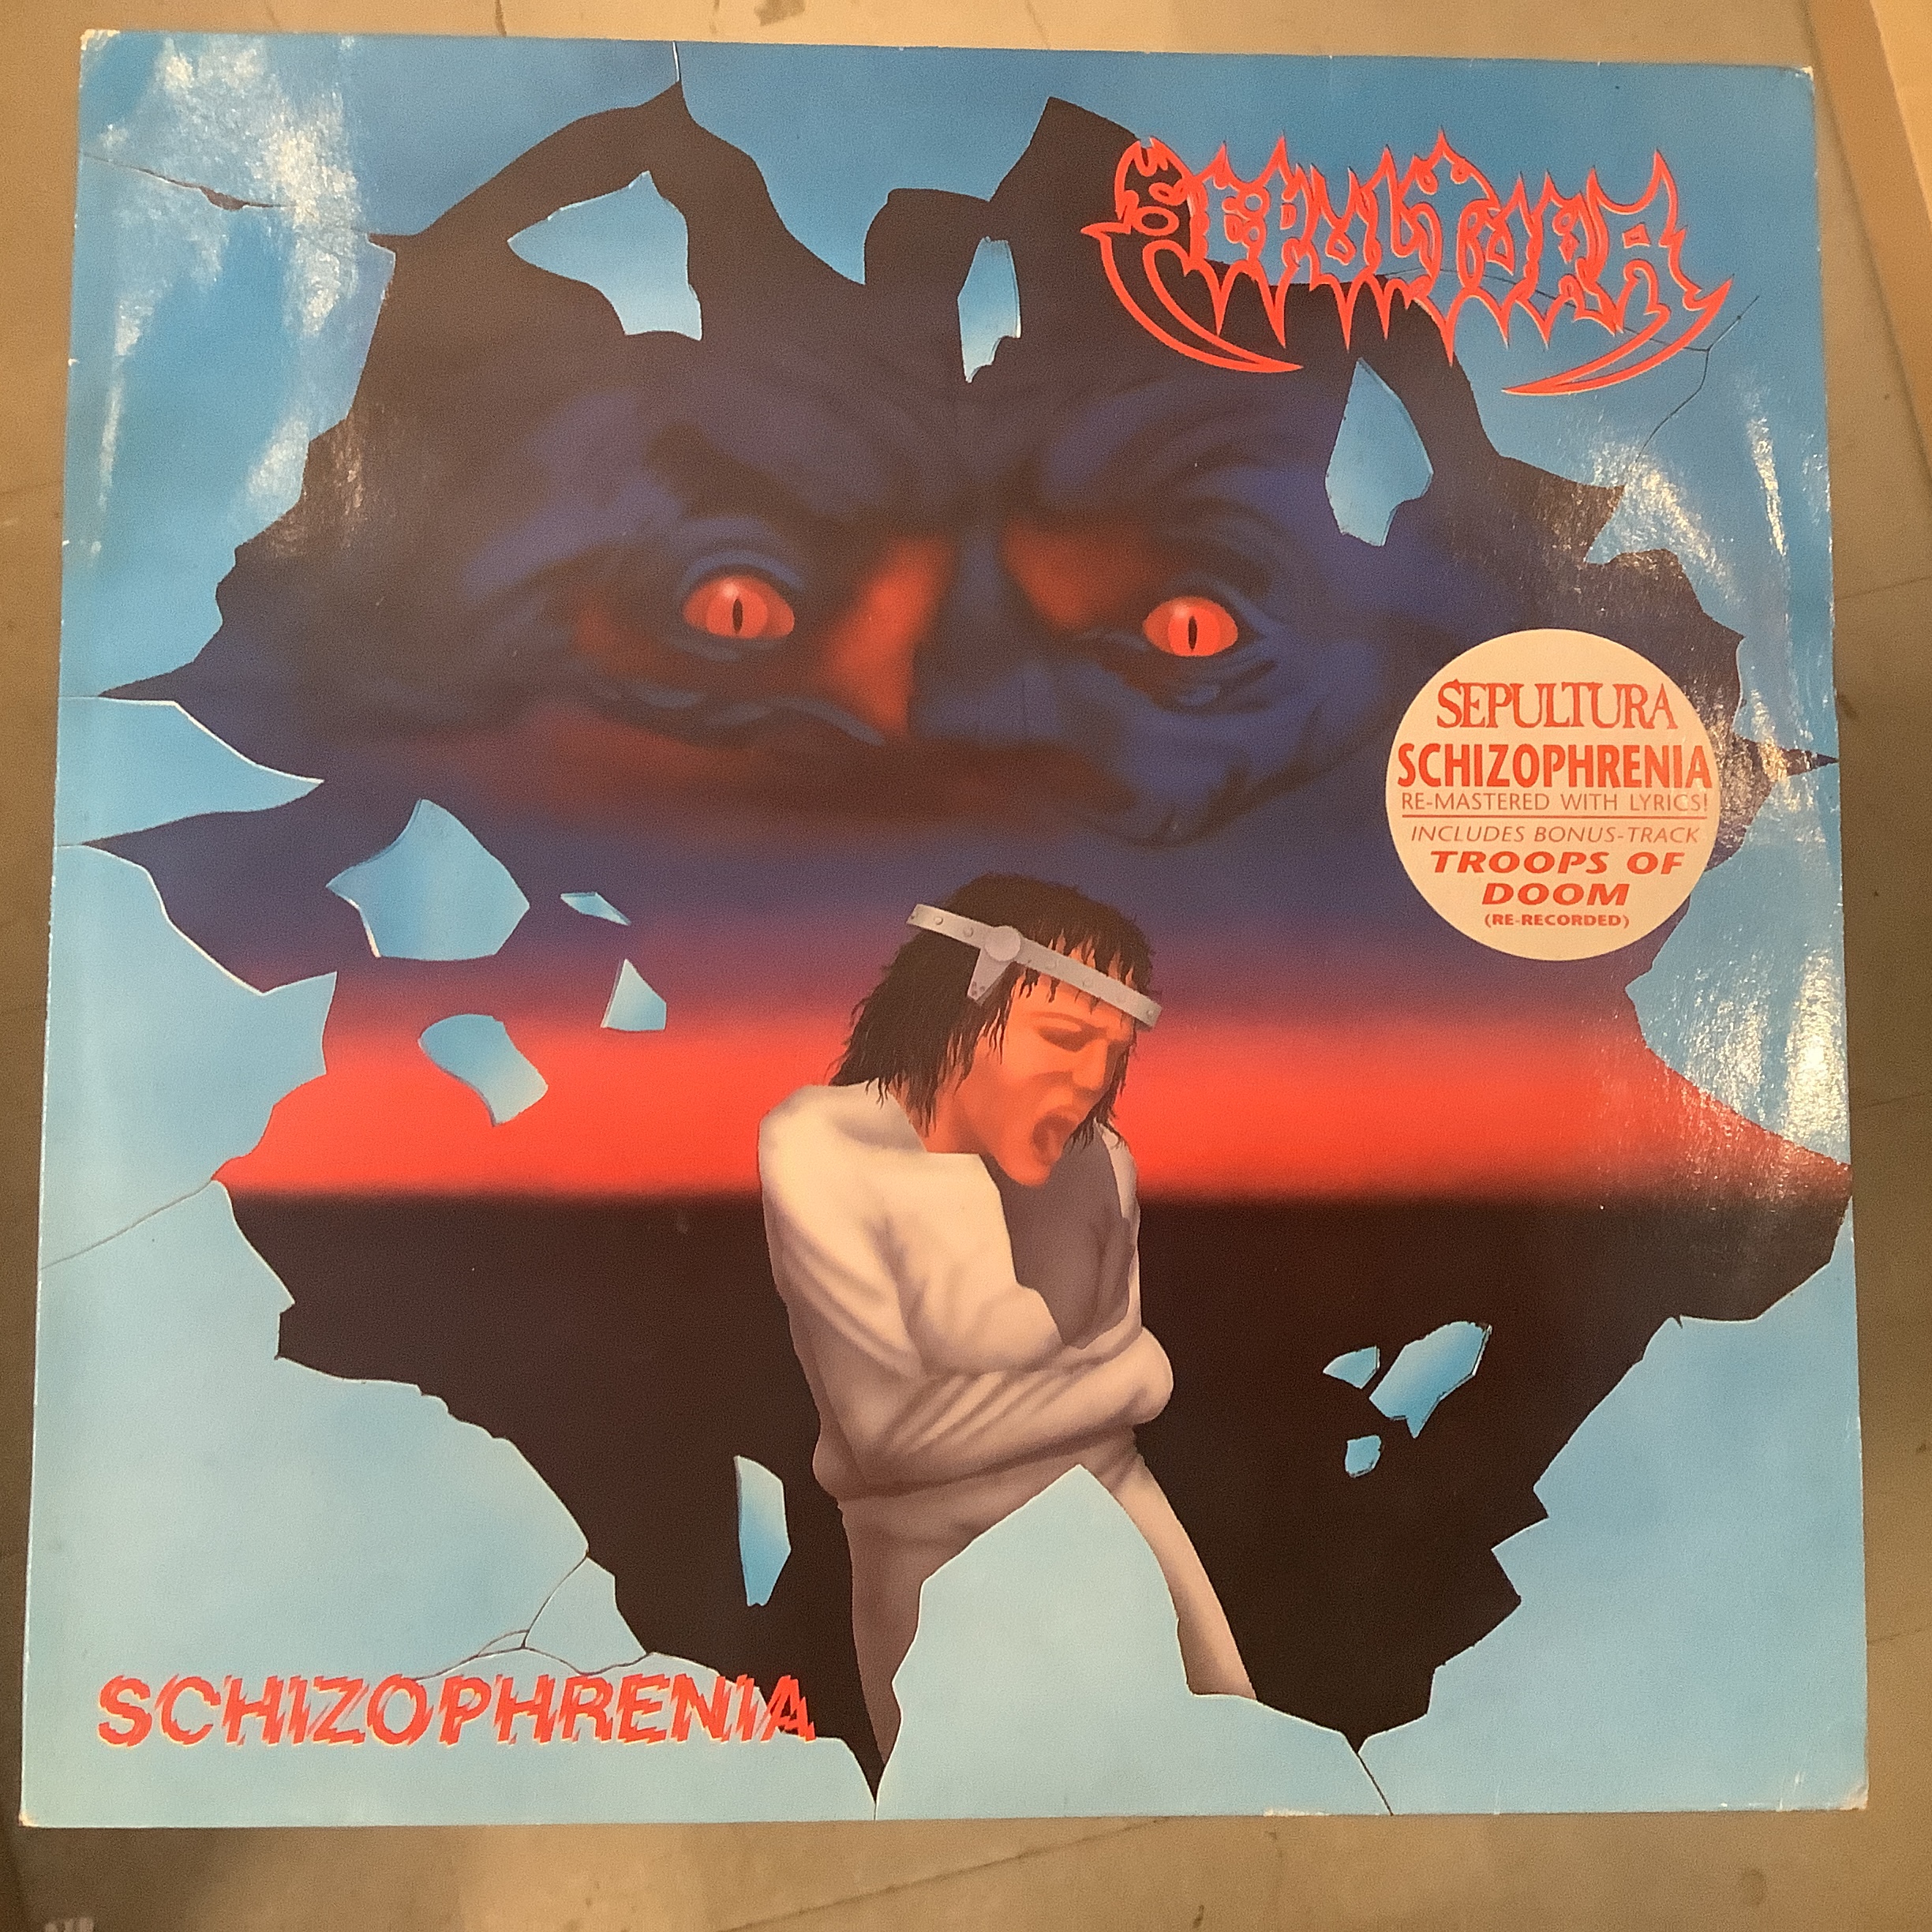 SEPULTURA
SEPULTURA
SCHIZOPHRENIA
RE-MASTERED WITH LYRICS!
INCLUDES BONUS-TRACK
TROOPS OF
DOOM
(RE-RECORDED)
SCHIZOPHRENIA